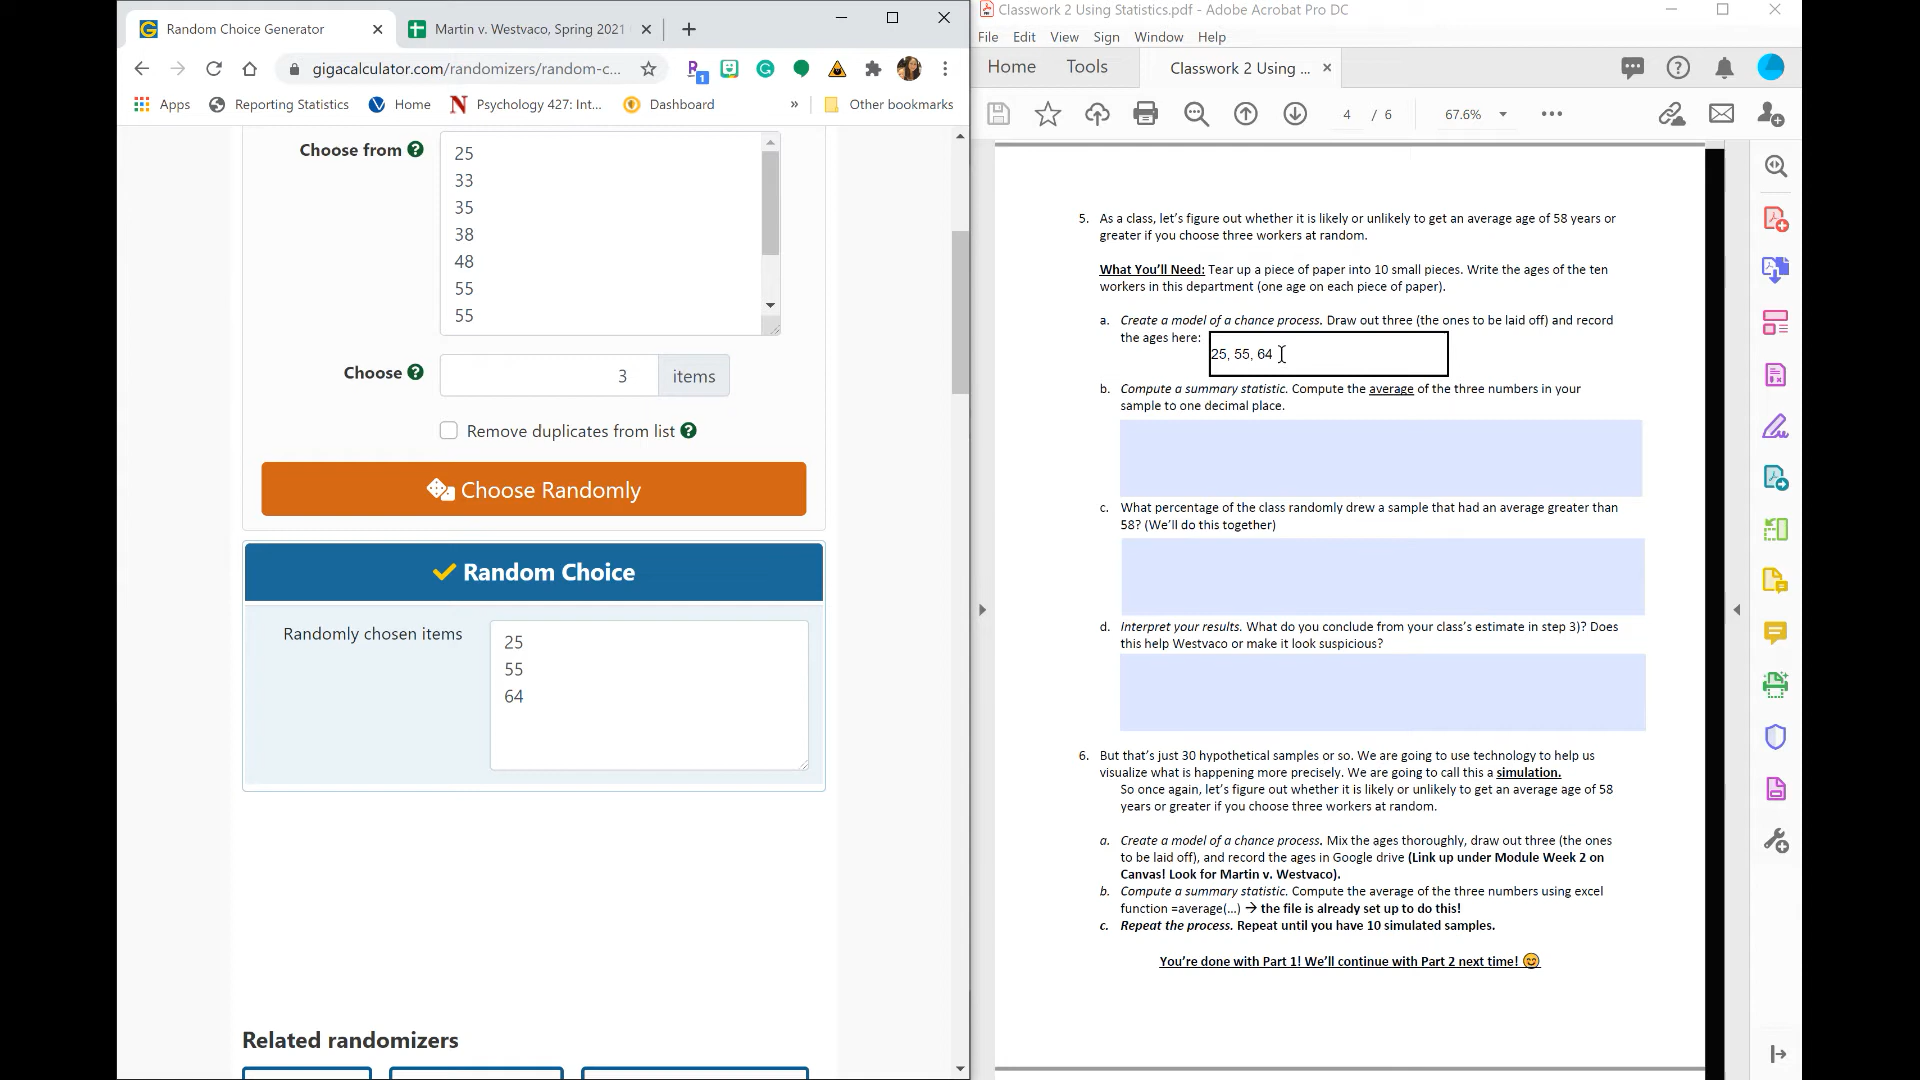 Random Choice Generator
Martin v. Westvaco, Spring 2021
gigacalculator.com/randomizers/random-c...
1
Apps
Reporting Statistics
Home
Psychology 427: Int...
Dashboard
»
Other bookmarks
Choose from
25
33
35
38
48
55
55
Choose
3
items
Remove duplicates from list
Choose Randomly
Random Choice
Randomly chosen items
25
55
64
Related randomizers
Classwork 2 Using Statistics.pdf - Adobe Acrobat Pro DC
File Edit View Sign Window Help
Home
Tools
Classwork 2 Using ...
4 / 6
67.6%
5. As a class, let's figure out whether it is likely or unlikely to get an average age of 58 years or
greater if you choose three workers at random.
What You'll Need: Tear up a piece of paper into 10 small pieces. Write the ages of the ten
workers in this department (one age on each piece of paper).
a. Create a model of a chance process. Draw out three (the ones to be laid off) and record
the ages here:
25, 55, 64
b. Compute a summary statistic. Compute the average of the three numbers in your
sample to one decimal place.
c. What percentage of the class randomly drew a sample that had an average greater than
58? (We'll do this together)
d. Interpret your results. What do you conclude from your class's estimate in step 3)? Does
this help Westvaco or make it look suspicious?
6. But that's just 30 hypothetical samples or so. We are going to use technology to help us
visualize what is happening more precisely. We are going to call this a simulation.
So once again, let's figure out whether it is likely or unlikely to get an average age of 58
years or greater if you choose three workers at random.
a. Create a model of a chance process. Mix the ages thoroughly, draw out three (the ones
to be laid off), and record the ages in Google drive (Link up under Module Week 2 on
Canvas! Look for Martin v. Westvaco).
b. Compute a summary statistic. Compute the average of the three numbers using excel
function =average(...) → the file is already set up to do this!
c. Repeat the process. Repeat until you have 10 simulated samples.
You're done with Part 1! We'll continue with Part 2 next time! 😊